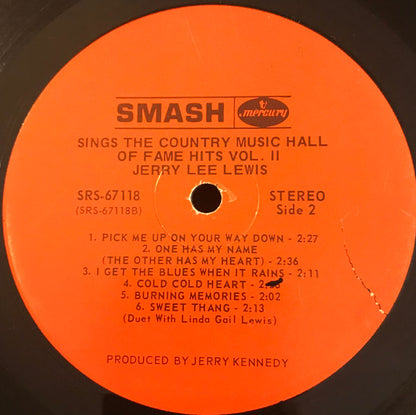 SMASH mercury
SINGS THE COUNTRY MUSIC HALL
OF FAME HITS VOL. II
JERRY LEE LEWIS
SRS-67118 STEREO
(SRS-67118B) Side 2
1. PICK ME UP ON YOUR WAY DOWN - 2:27
2. ONE HAS MY NAME
(THE OTHER HAS MY HEART) - 2:36
3. I GET THE BLUES WHEN IT RAINS - 2:11
4. COLD COLD HEART -
5. BURNING MEMORIES - 2:02
6. SWEET THANG - 2:13
(Duet With Linda Gail Lewis)
PRODUCED BY JERRY KENNEDY